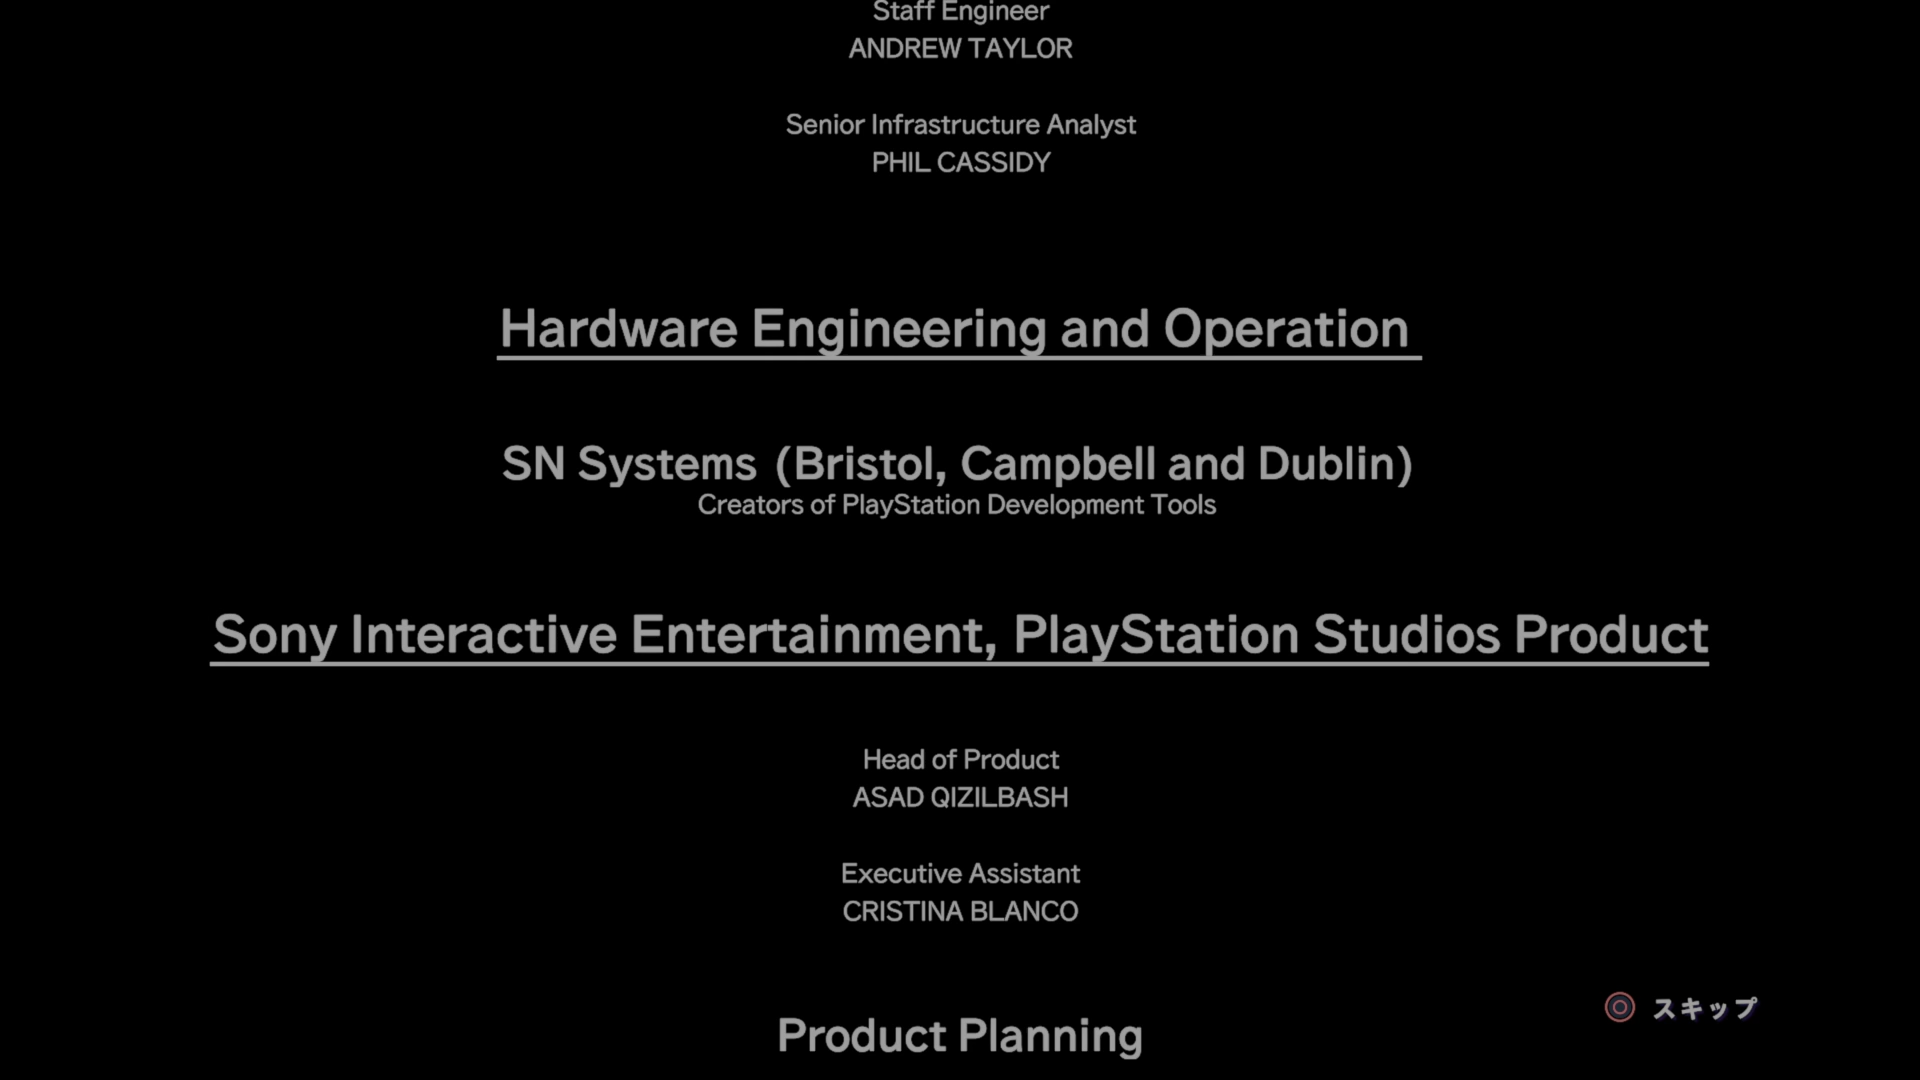 Staff Engineer
ANDREW TAYLOR
Senior Infrastructure Analyst
PHIL CASSIDY
Hardware Engineering and Operation
SN Systems (Bristol, Campbell and Dublin)
Creators of PlayStation Development Tools
Sony Interactive Entertainment, PlayStation Studios Product
Head of Product
ASAD QIZILBASH
Executive Assistant
CRISTINA BLANCO
スキップ
Product Planning